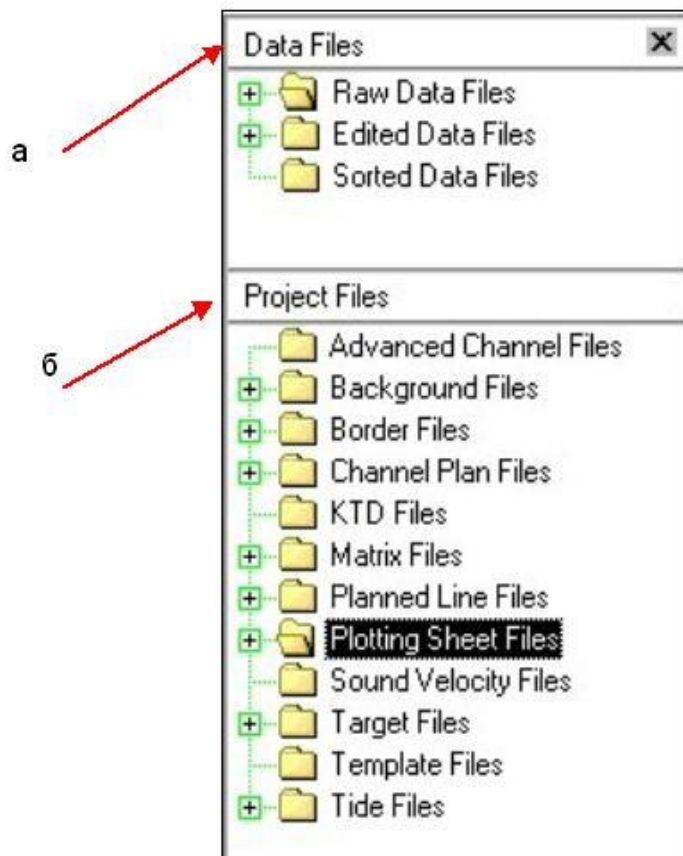 а
Data Files
Raw Data Files
Edited Data Files
Sorted Data Files
б
Project Files
Advanced Channel Files
Background Files
Border Files
Channel Plan Files
KTD Files
Matrix Files
Planned Line Files
Plotting Sheet Files
Sound Velocity Files
Target Files
Template Files
Tide Files